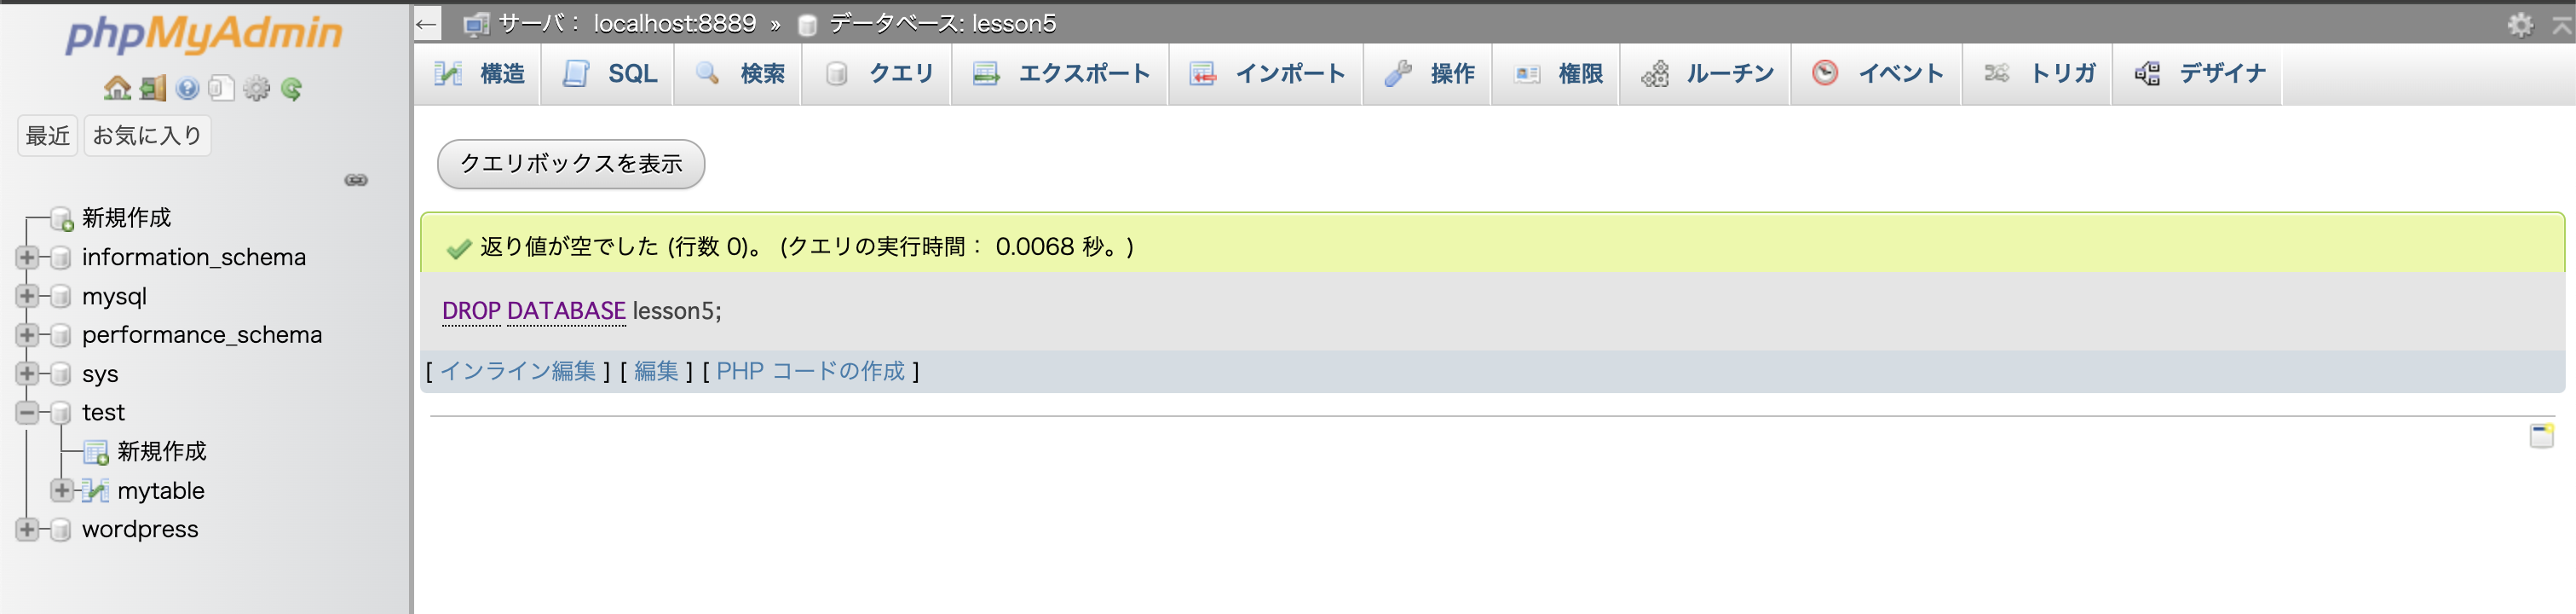 phpMyAdmin
最近 お気に入り
新規作成
information_schema
mysql
performance_schema
sys
test
新規作成
mytable
wordpress
← サーバ： localhost:8889 » データベース: lesson5
構造 SQL 検索 クエリ エクスポート インポート 操作 権限 ルーチン イベント トリガ デザイナ
クエリボックスを表示
返り値が空でした (行数 0)。 (クエリの実行時間： 0.0068 秒。)
DROP DATABASE lesson5;
[ インライン編集 ] [ 編集 ] [ PHP コードの作成 ]